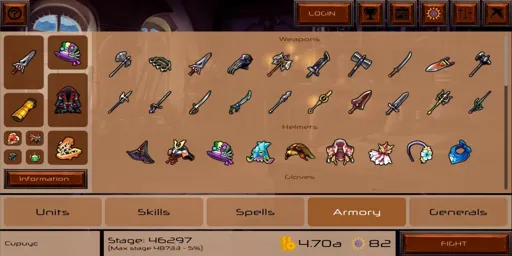 LOGIN
Weapons
Helmets
Gloves
Information
Units
Skills
Spells
Armory
Generals
Cupuyc
Stage: 46297
(Max stage 48733 - 5%)
4.70a
82
FIGHT